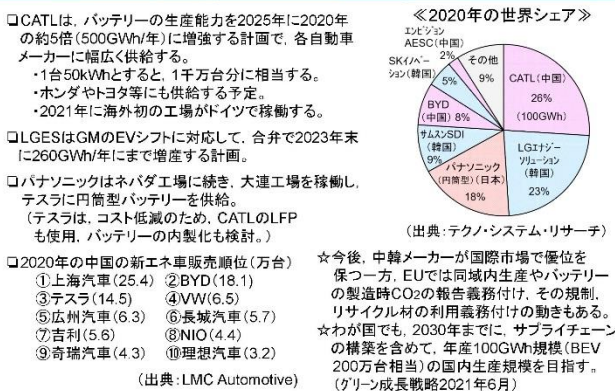 ❑CATLは，バッテリーの生産能力を2025年に2020年
の約5倍（500GWh/年）に増強する計画で，各自動車
メーカーに幅広く供給する。
・1台50kWhとすると，1千万台分に相当する。
・ホンダやトヨタ等にも供給する予定。
・2021年に海外初の工場がドイツで稼働する。
❑LGESはGMのEVシフトに対応して，合弁で2023年末
に260GWh/年にまで増産する計画。
❑パナソニックはネバダ工場に続き，大連工場を稼働し，
テスラに円筒型バッテリーを供給。
（テスラは，コスト低減のため，CATLのLFP
も使用，バッテリーの内製化も検討。）
❑2020年の中国の新エネ車販売順位（万台）
①上海汽車（25.4） ②BYD（18.1）
③テスラ（14.5） ④VW（6.5）
⑤広州汽車（6.3） ⑥長城汽車（5.7）
⑦吉利（5.6） ⑧NIO（4.4）
⑨奇瑞汽車（4.3） ⑩理想汽車（3.2）
（出典：LMC Automotive）
≪2020年の世界シェア≫
エンビジョン
AESC（中国）
2%
その他
9%
CATL（中国）
26%
（100GWh）
SKイノベー
ション（韓国）
5%
BYD
（中国） 8%
サムスンSDI
（韓国）
9%
パナソニック
（円筒型）（日本）
18%
LGエナジー
ソリューション
（韓国）
23%
（出典：テクノ・システム・リサーチ）
☆今後，中韓メーカーが国際市場で優位を
保つ一方，EUでは同域内生産やバッテリー
の製造時CO2の報告義務付け，その規制，
リサイクル材の利用義務付けの動きもある。
☆わが国でも，2030年までに，サプライチェーン
の構築を含めて，年産100GWh規模（BEV
200万台相当）の国内生産規模を目指す。
（グリーン成長戦略2021年6月）